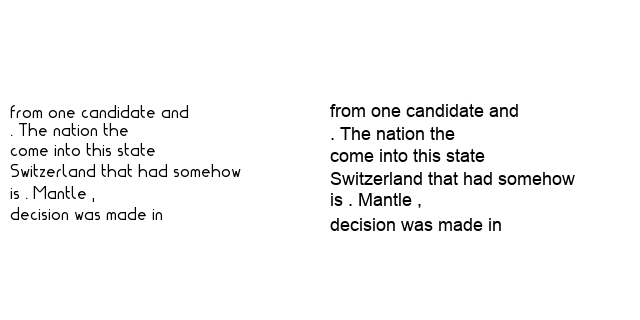 from one candidate and
. The nation the
come into this state
Switzerland that had somehow
is . Mantle ,
decision was made in
from one candidate and
. The nation the
come into this state
Switzerland that had somehow
is . Mantle ,
decision was made in